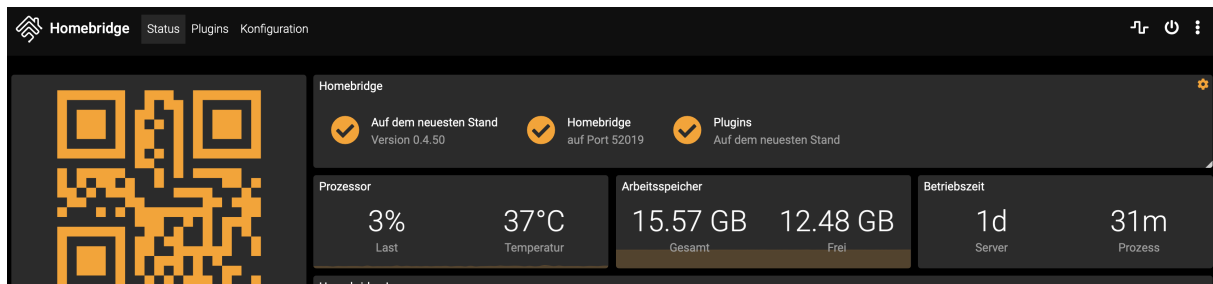 Homebridge Status Plugins Konfiguration
Homebridge
Auf dem neuesten Stand Homebridge Plugins
Version 0.4.50 auf Port 52019 Auf dem neuesten Stand
Prozessor Arbeitsspeicher Betriebszeit
3% 37°C 15.57 GB 12.48 GB 1d 31m
Last Temperatur Gesamt Frei Server Prozess